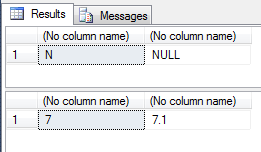 Results Messages
(No column name) (No column name)
1 N NULL
(No column name) (No column name)
1 7 7.1